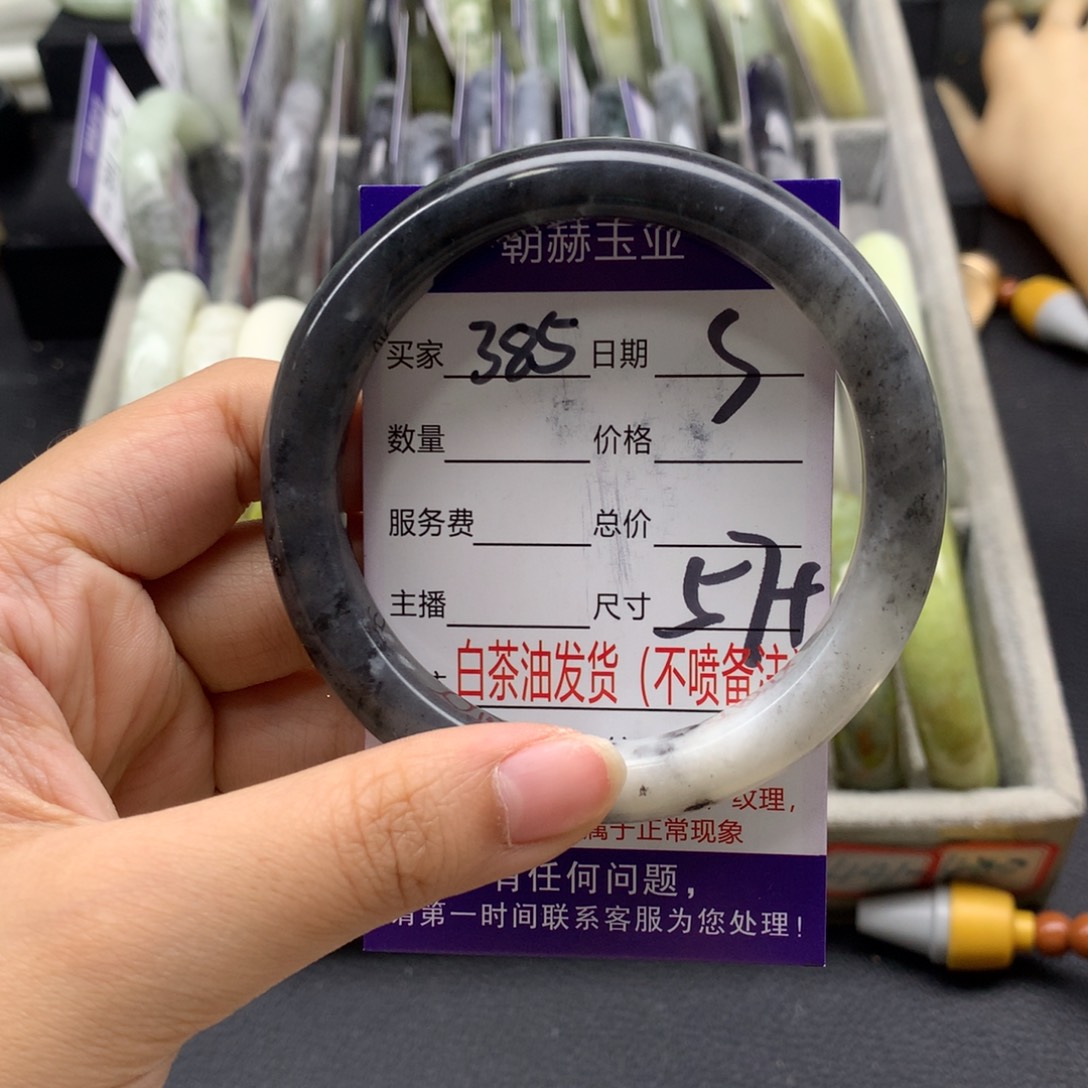 朝赫玉业
买家 385 日期 S
数量 价格
服务费 总价
主播 尺寸 57H
白茶油发货（不喷备注
纹理，
属于正常现象
有任何问题，
请第一时间联系客服为您处理！